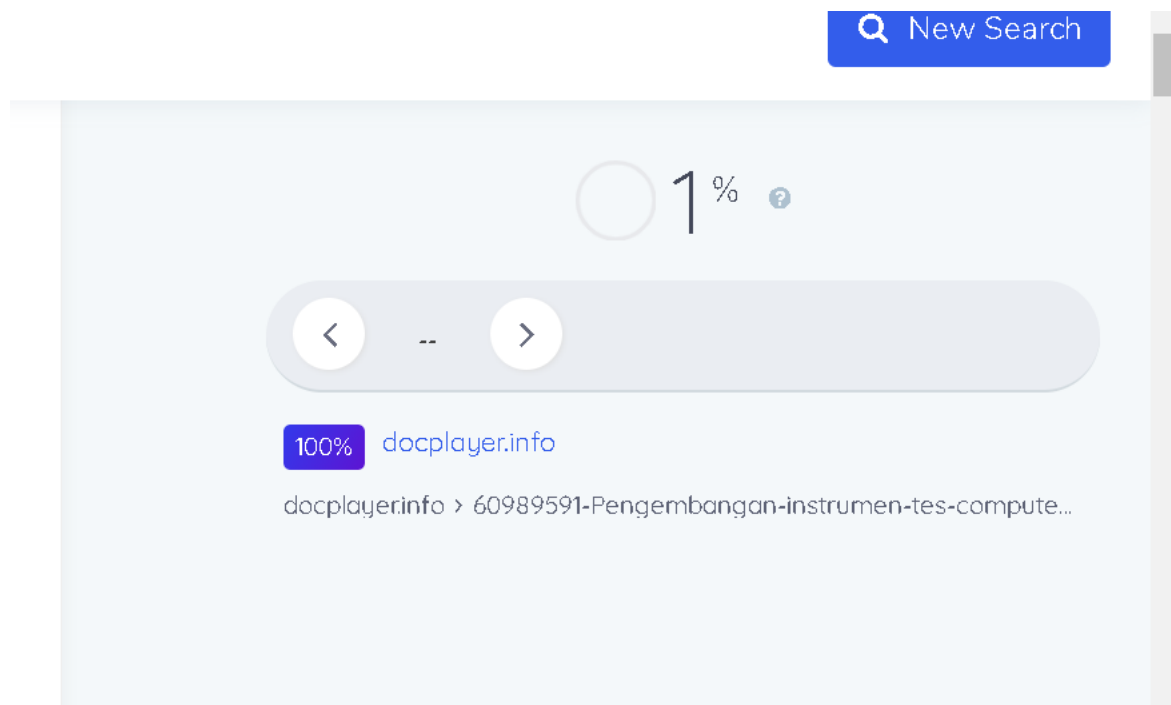 New Search
1%
--
100% docplayer.info
docplayer.info > 60989591-Pengembangan-instrumen-tes-compute...